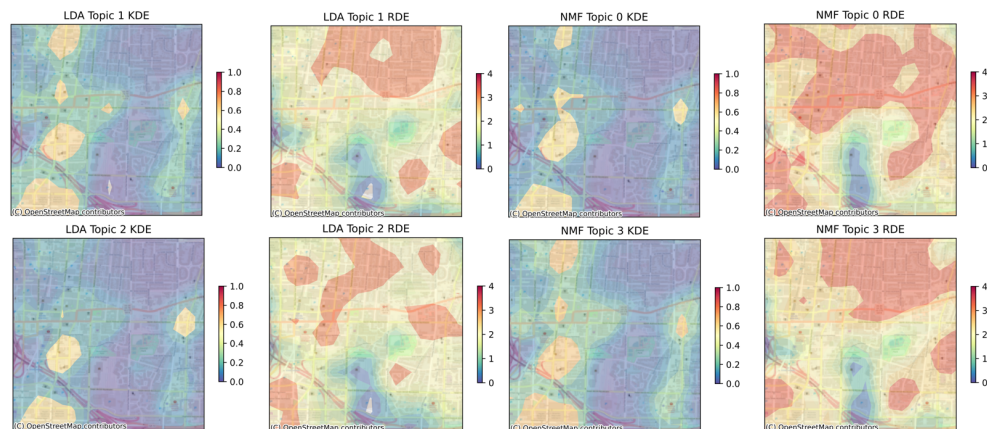 LDA Topic 1 KDE
LDA Topic 1 RDE
NMF Topic 0 KDE
NMF Topic 0 RDE
1.0
0.8
0.6
0.4
0.2
0.0
4
3
2
1
0
1.0
0.8
0.6
0.4
0.2
0.0
4
3
2
1
0
(C) OpenStreetMap contributors
(C) OpenStreetMap contributors
(C) OpenStreetMap contributors
(C) OpenStreetMap contributors
LDA Topic 2 KDE
LDA Topic 2 RDE
NMF Topic 3 KDE
NMF Topic 3 RDE
1.0
0.8
0.6
0.4
0.2
0.0
4
3
2
1
0
1.0
0.8
0.6
0.4
0.2
0.0
4
3
2
1
0
(C) OpenStreetMap contributors
(C) OpenStreetMap contributors
(C) OpenStreetMap contributors
(C) OpenStreetMap contributors